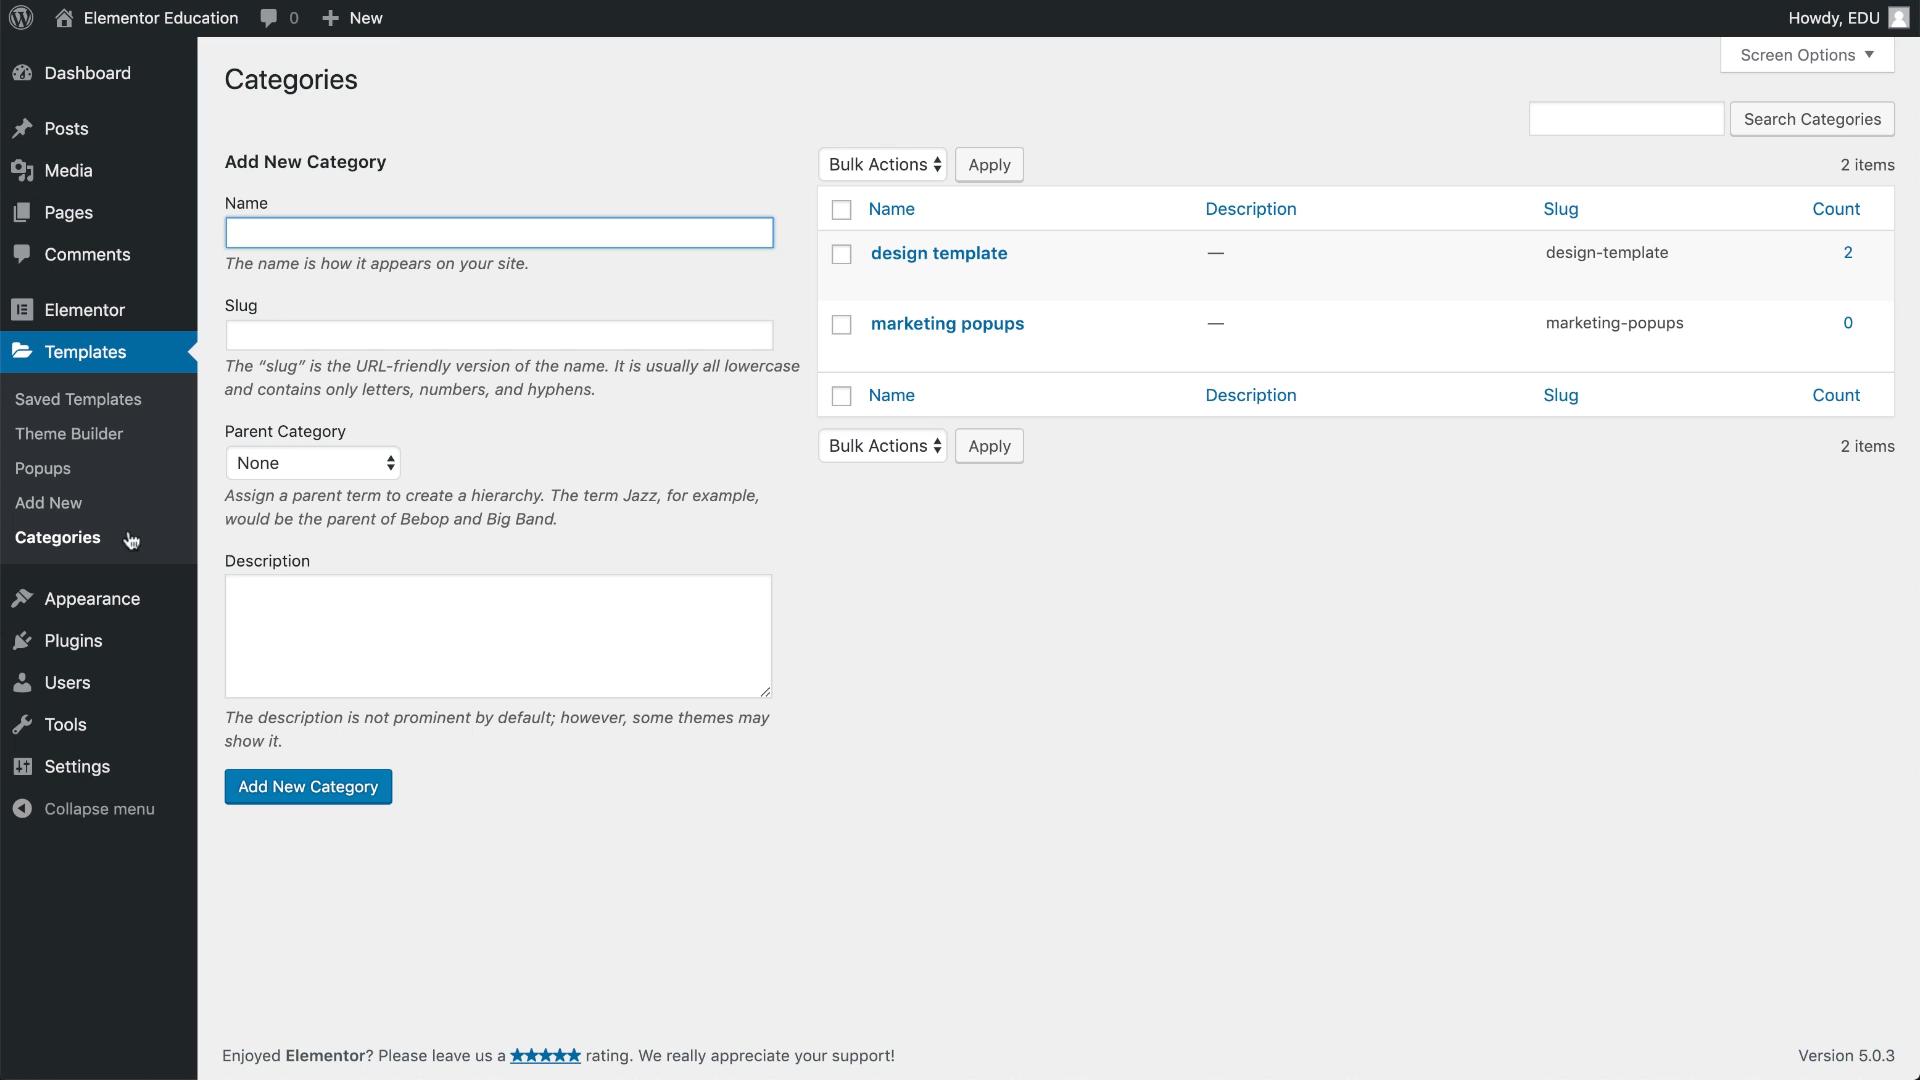 Elementor Education 0 New Howdy, EDU
Screen Options
Dashboard
Posts
Media
Pages
Comments
Elementor
Templates
Saved Templates
Theme Builder
Popups
Add New
Categories
Appearance
Plugins
Users
Tools
Settings
Collapse menu
Categories
Search Categories
Add New Category
Name
The name is how it appears on your site.
Slug
The “slug” is the URL-friendly version of the name. It is usually all lowercase
and contains only letters, numbers, and hyphens.
Parent Category
None
Assign a parent term to create a hierarchy. The term Jazz, for example,
would be the parent of Bebop and Big Band.
Description
The description is not prominent by default; however, some themes may
show it.
Add New Category
Bulk Actions Apply 2 items
Name Description Slug Count
design template — design-template 2
marketing popups — marketing-popups 0
Name Description Slug Count
Bulk Actions Apply 2 items
Enjoyed Elementor? Please leave us a ★★★★★ rating. We really appreciate your support!
Version 5.0.3